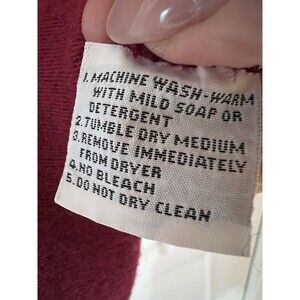 1. MACHINE WASH-WARM
WITH MILD SOAP OR
DETERGENT
2. TUMBLE DRY MEDIUM
3. REMOVE IMMEDIATELY
FROM DRYER
4. NO BLEACH
5. DO NOT DRY CLEAN